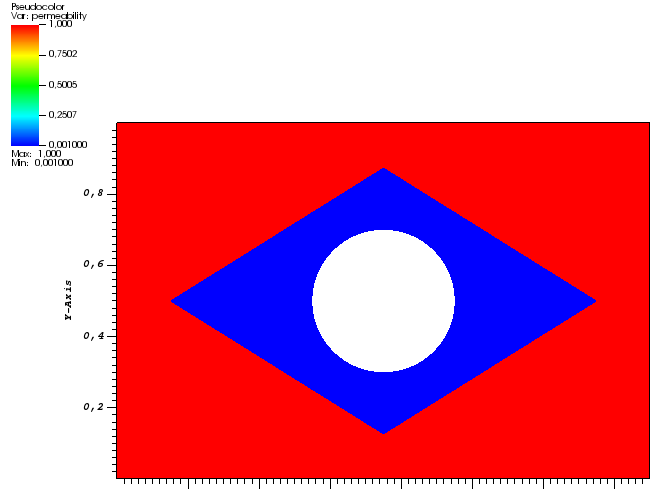 Pseudocolor
Var: permeability
1,000
0,7502
0,5005
0,2507
0,001000
Max: 1,000
Min: 0,001000
0,8
0,6
Y-Axis
0,4
0,2